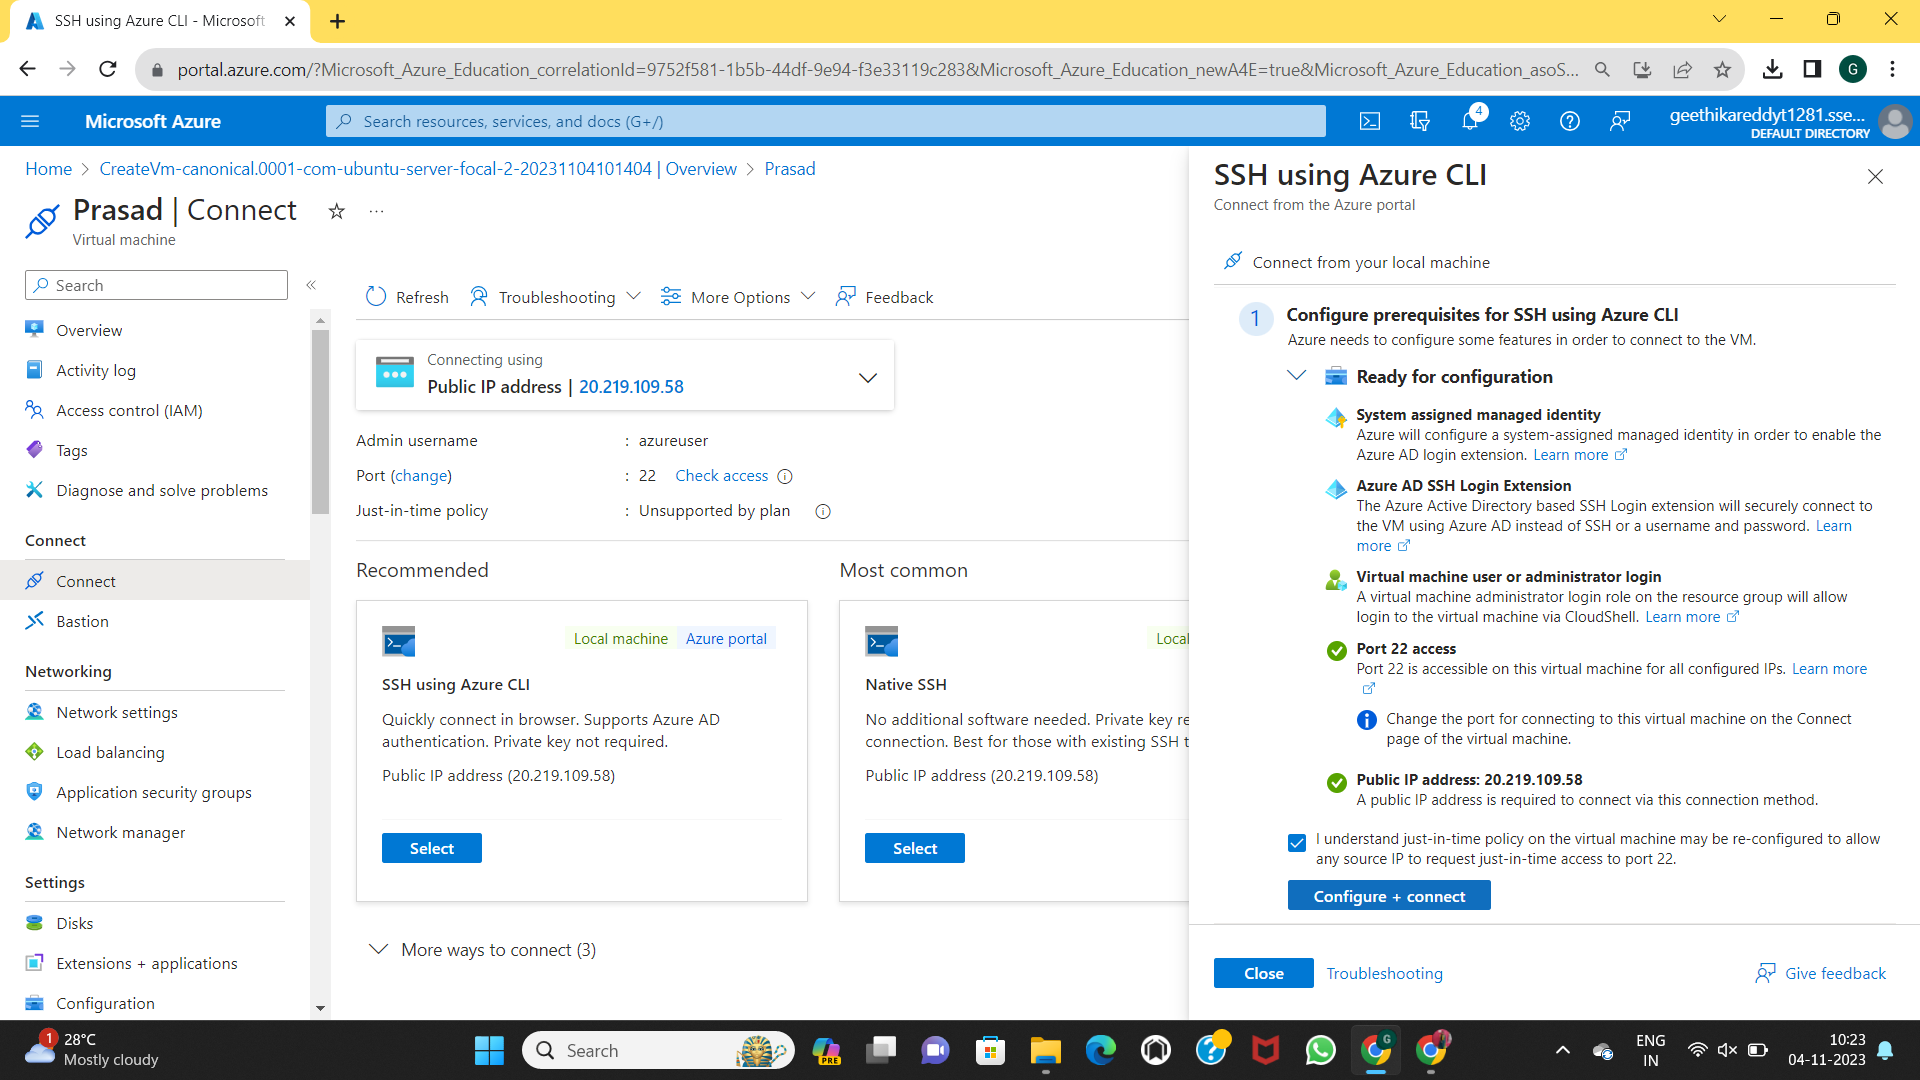 SSH using Azure CLI - Microsoft
portal.azure.com/?Microsoft_Azure_Education_correlationId=9752f581-1b5b-44df-9e94-f3e33119c283&Microsoft_Azure_Education_newA4E=true&Microsoft_Azure_Education_asoS...
G
Microsoft Azure
Search resources, services, and docs (G+/)
4
geethikareddyt1281.sse...
DEFAULT DIRECTORY
Home > CreateVm-canonical.0001-com-ubuntu-server-focal-2-20231104101404 | Overview > Prasad
Prasad | Connect
Virtual machine
Search
Overview
Activity log
Access control (IAM)
Tags
Diagnose and solve problems
Connect
Connect
Bastion
Networking
Network settings
Load balancing
Application security groups
Network manager
Settings
Disks
Extensions + applications
Configuration
Refresh
Troubleshooting
More Options
Feedback
Connecting using
Public IP address | 20.219.109.58
Admin username : azureuser
Port (change) : 22 Check access
Just-in-time policy : Unsupported by plan
Recommended
Local machine Azure portal
SSH using Azure CLI
Quickly connect in browser. Supports Azure AD
authentication. Private key not required.
Public IP address (20.219.109.58)
Select
Most common
Local
Native SSH
No additional software needed. Private key re
connection. Best for those with existing SSH t
Public IP address (20.219.109.58)
Select
More ways to connect (3)
SSH using Azure CLI
Connect from the Azure portal
Connect from your local machine
1
Configure prerequisites for SSH using Azure CLI
Azure needs to configure some features in order to connect to the VM.
Ready for configuration
System assigned managed identity
Azure will configure a system-assigned managed identity in order to enable the
Azure AD login extension. Learn more
Azure AD SSH Login Extension
The Azure Active Directory based SSH Login extension will securely connect to
the VM using Azure AD instead of SSH or a username and password. Learn
more
Virtual machine user or administrator login
A virtual machine administrator login role on the resource group will allow
login to the virtual machine via CloudShell. Learn more
Port 22 access
Port 22 is accessible on this virtual machine for all configured IPs. Learn more
Change the port for connecting to this virtual machine on the Connect
page of the virtual machine.
Public IP address: 20.219.109.58
A public IP address is required to connect via this connection method.
I understand just-in-time policy on the virtual machine may be re-configured to allow
any source IP to request just-in-time access to port 22.
Configure + connect
Close
Troubleshooting
Give feedback
1
28°C
Mostly cloudy
Search
PRE
G
ENG
IN
10:23
04-11-2023